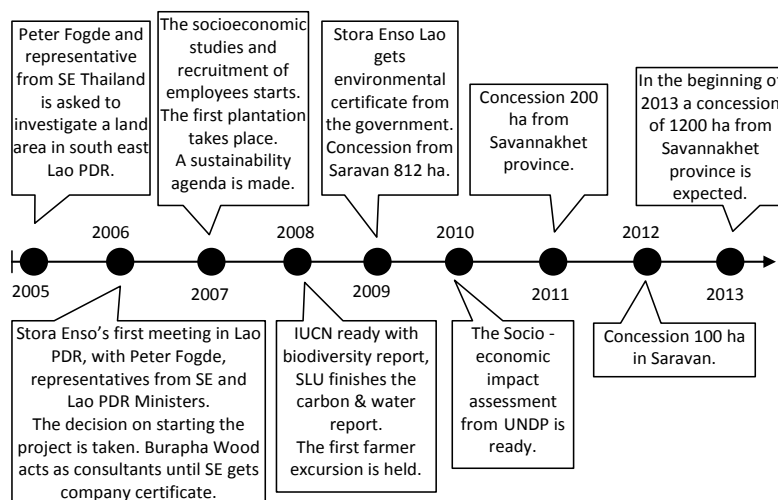 Peter Fogde and
representative
from SE Thailand
is asked to
investigate a land
area in south east
Lao PDR.
The socioeconomic
studies and
recruitment of
employees starts.
The first plantation
takes place.
A sustainability
agenda is made.
Stora Enso Lao
gets
environmental
certificate from
the government.
Concession from
Saravan 812 ha.
Concession 200
ha from
Savannakhet
province.
In the beginning of
2013 a concession
of 1200 ha from
Savannakhet
province is
expected.
2006
2008
2010
2012
2005
2007
2009
2011
2013
Stora Enso’s first meeting in Lao
PDR, with Peter Fogde,
representatives from SE and
Lao PDR Ministers.
The decision on starting the
project is taken. Burapha Wood
acts as consultants until SE gets
company certificate.
IUCN ready with
biodiversity report,
SLU finishes the
carbon & water
report.
The first farmer
excursion is held.
The Socio -
economic
impact
assessment
from UNDP is
ready.
Concession 100 ha
in Saravan.